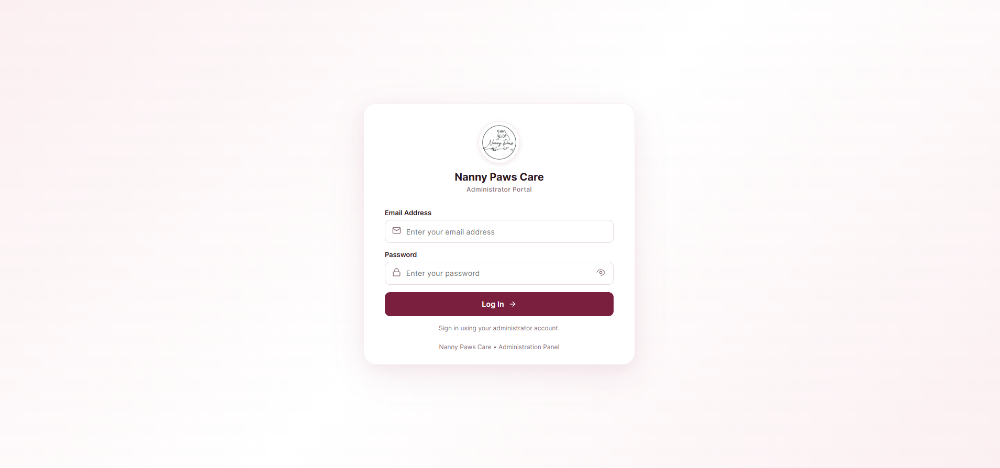 Nanny Paws
Nanny Paws Care
Administrator Portal
Email Address
Enter your email address
Password
Enter your password
Log In →
Sign in using your administrator account.
Nanny Paws Care • Administration Panel